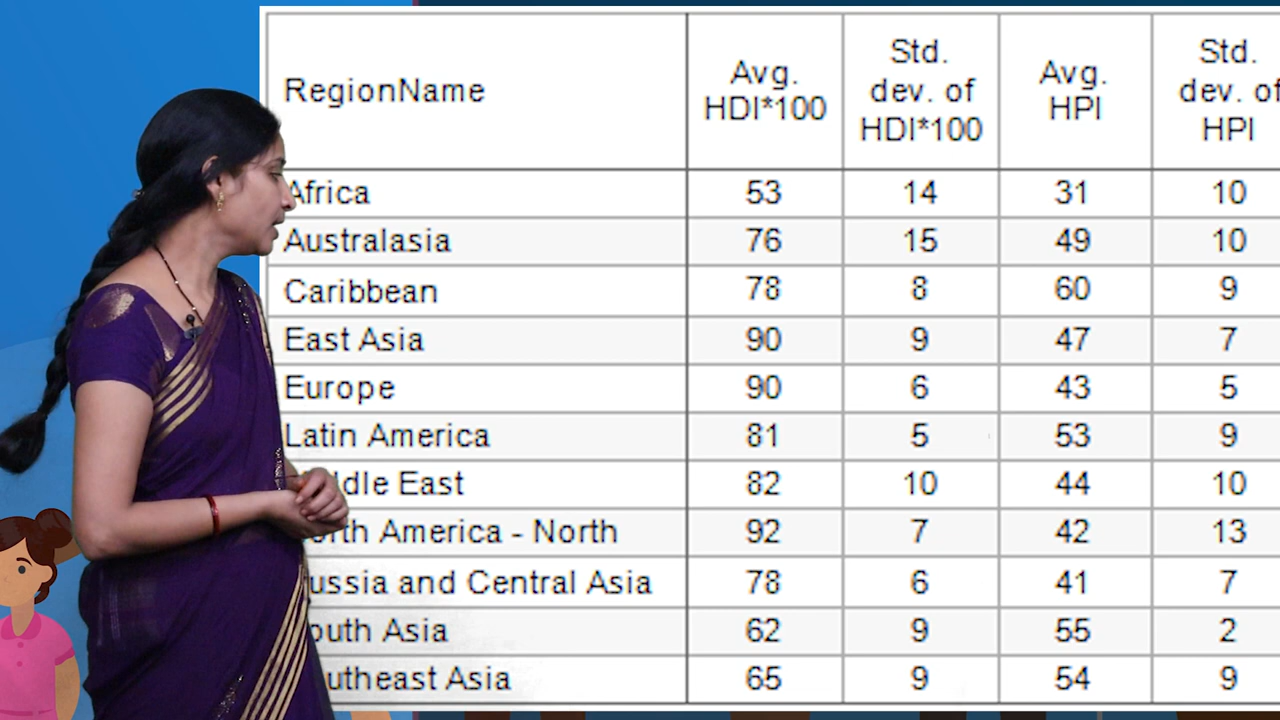 RegionName Avg. HDI*100 Std. dev. of HDI*100 Avg. HPI Std. dev. of HPI
Africa 53 14 31 10
Australasia 76 15 49 10
Caribbean 78 8 60 9
East Asia 90 9 47 7
Europe 90 6 43 5
Latin America 81 5 53 9
ddle East 82 10 44 10
orth America - North 92 7 42 13
ussia and Central Asia 78 6 41 7
outh Asia 62 9 55 2
utheast Asia 65 9 54 9